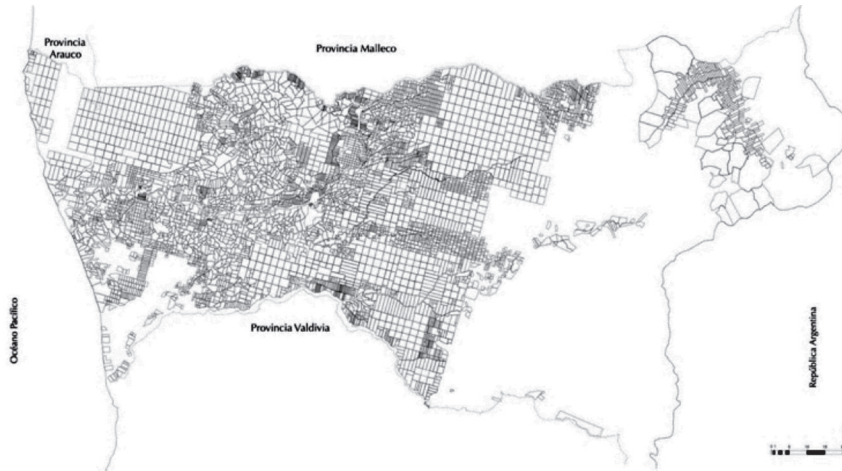 Provincia
Arauco
Provincia Malleco
Océano Pacífico
Provincia Valdivia
República Argentina